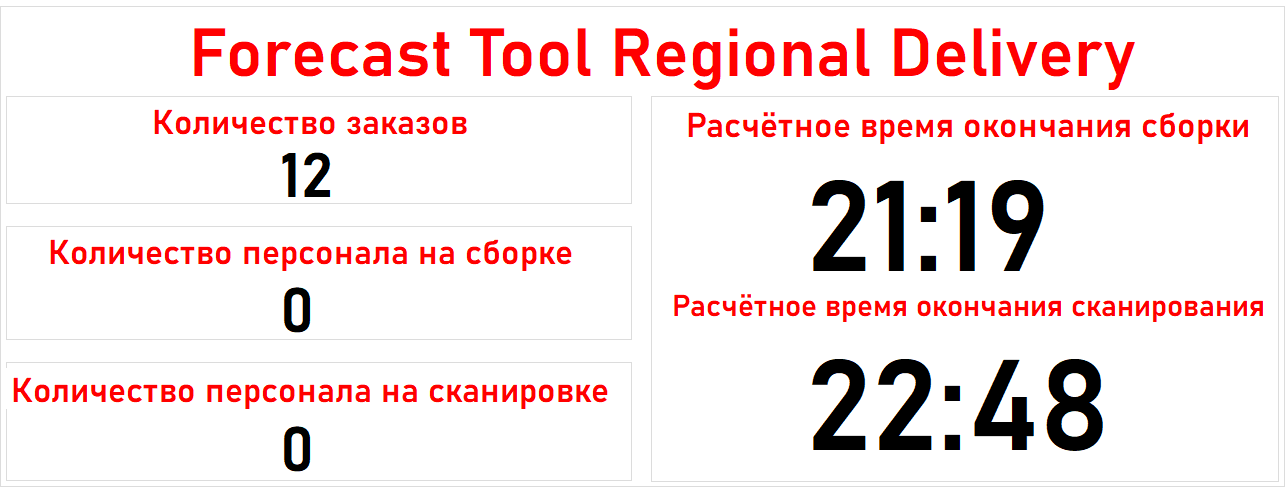 Forecast Tool Regional Delivery
Количество заказов
12
Количество персонала на сборке
0
Количество персонала на сканировке
0
Расчётное время окончания сборки
21:19
Расчётное время окончания сканирования
22:48